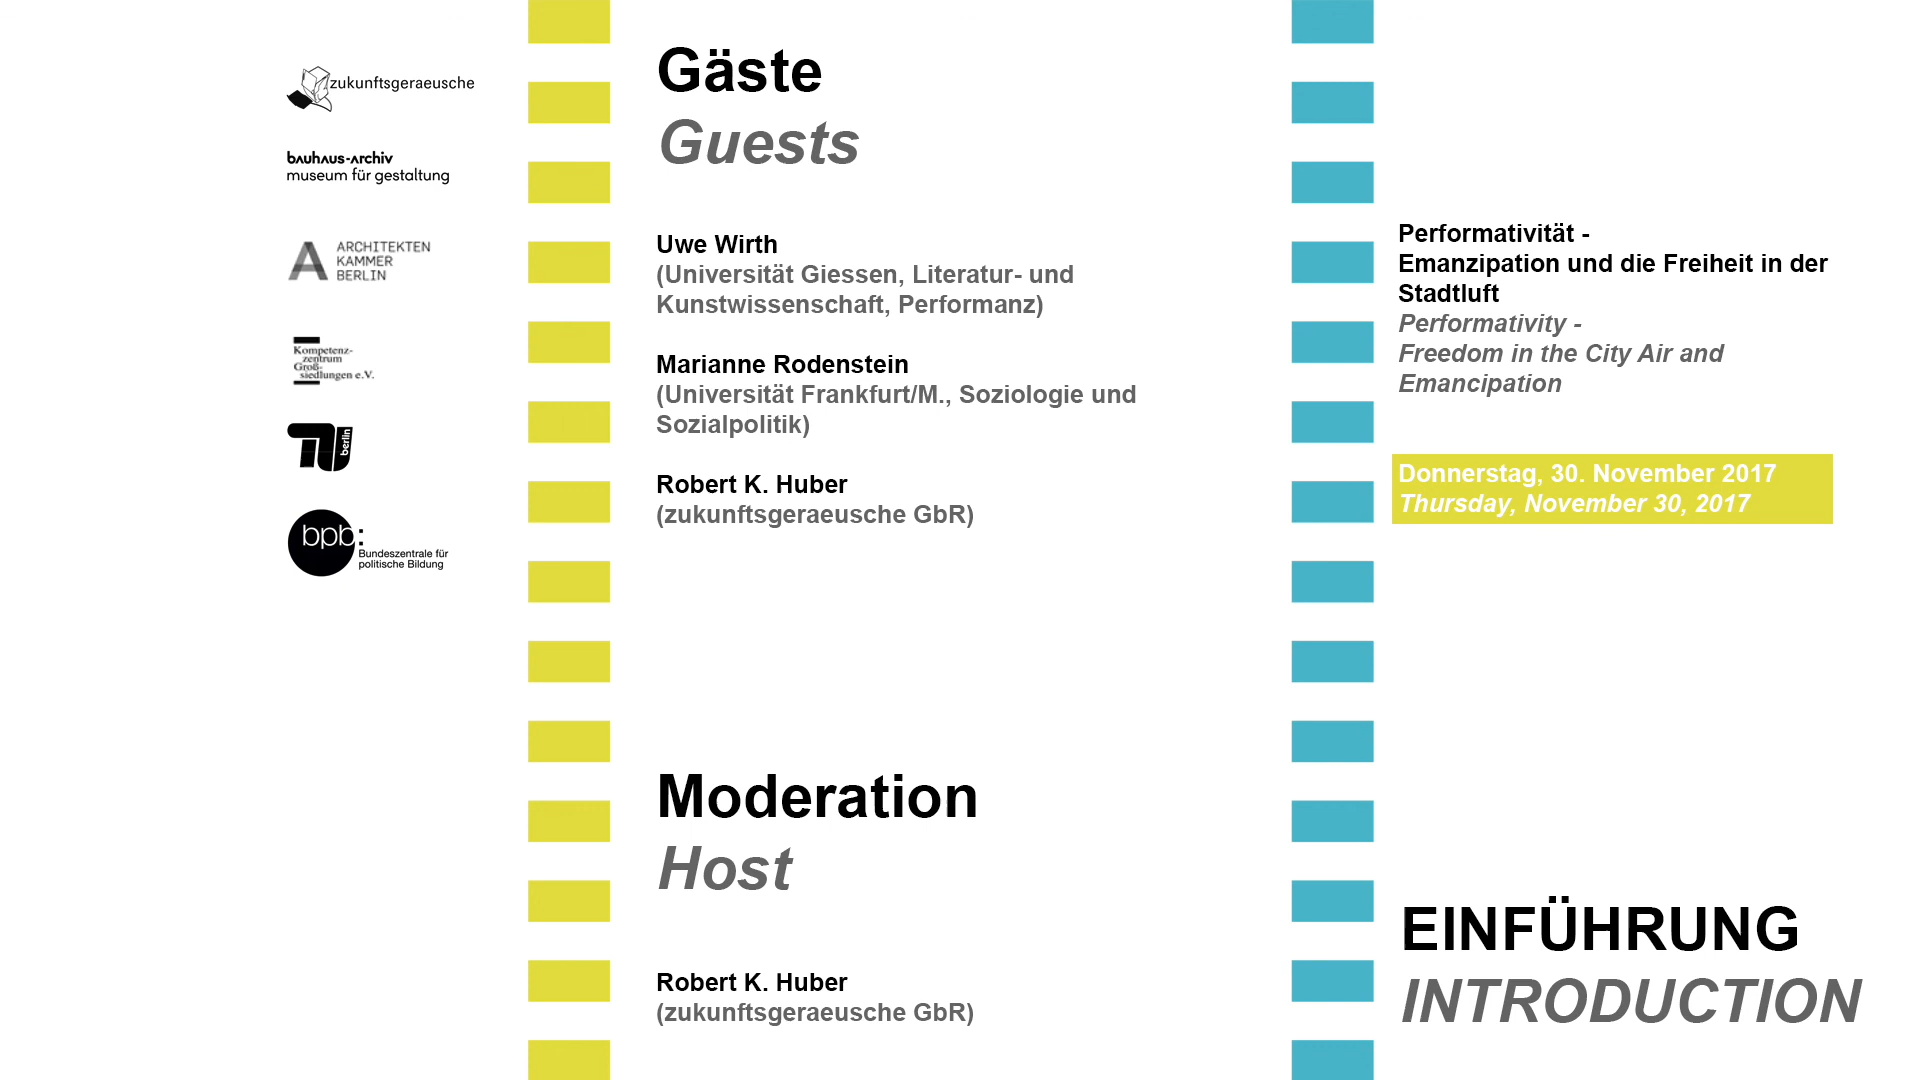 zukunftsgeraeusche
bauhaus-archiv
museum für gestaltung
ARCHITEKTEN
KAMMER
BERLIN
Kompetenz-
zentrum
Groß-
siedlungen e.V.
TU berlin
bpb:
Bundeszentrale für
politische Bildung
Gäste
Guests
Uwe Wirth
(Universität Giessen, Literatur- und
Kunstwissenschaft, Performanz)
Marianne Rodenstein
(Universität Frankfurt/M., Soziologie und
Sozialpolitik)
Robert K. Huber
(zukunftsgeraeusche GbR)
Moderation
Host
Robert K. Huber
(zukunftsgeraeusche GbR)
Performativität -
Emanzipation und die Freiheit in der
Stadtluft
Performativity -
Freedom in the City Air and
Emancipation
Donnerstag, 30. November 2017
Thursday, November 30, 2017
EINFÜHRUNG
INTRODUCTION